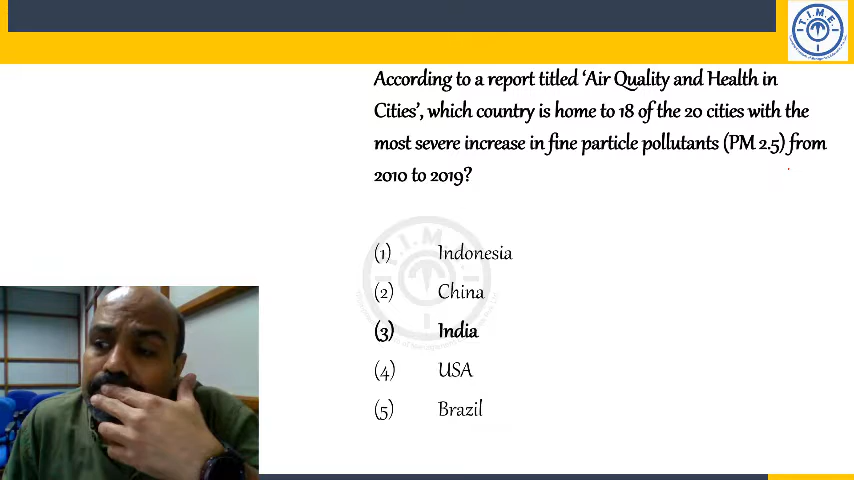 T.I.M.E.
According to a report titled ‘Air Quality and Health in
Cities’, which country is home to 18 of the 20 cities with the
most severe increase in fine particle pollutants (PM 2.5) from
2010 to 2019?
(1) Indonesia
(2) China
(3) India
(4) USA
(5) Brazil